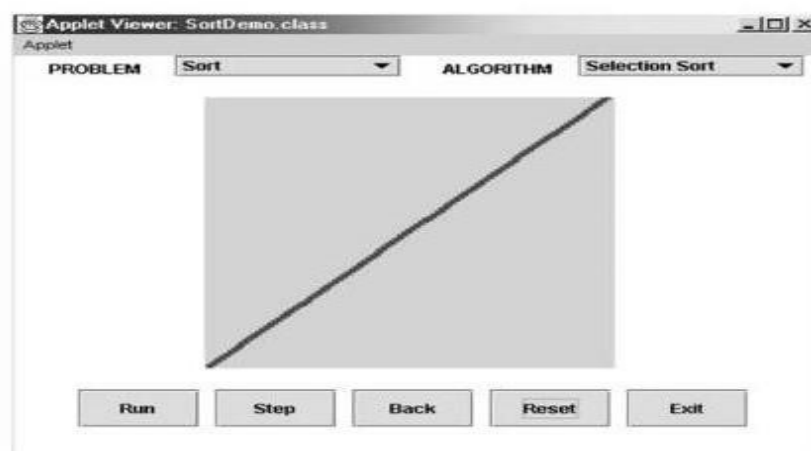 Applet Viewer: SortDemo.class
Applet
PROBLEM Sort ALGORITHM Selection Sort
Run Step Back Reset Exit